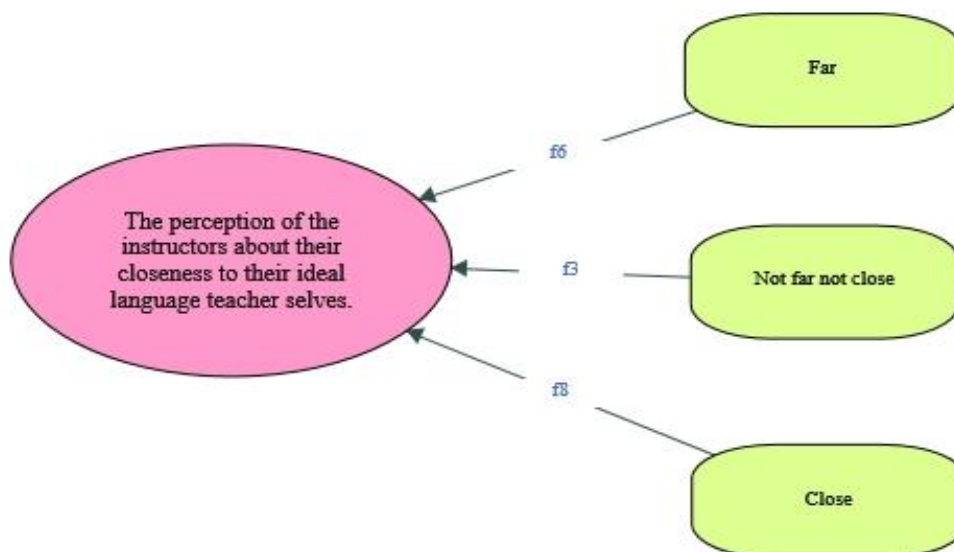 Far
f6
The perception of the
instructors about their
closeness to their ideal
language teacher selves.
f3
Not far not close
f8
Close